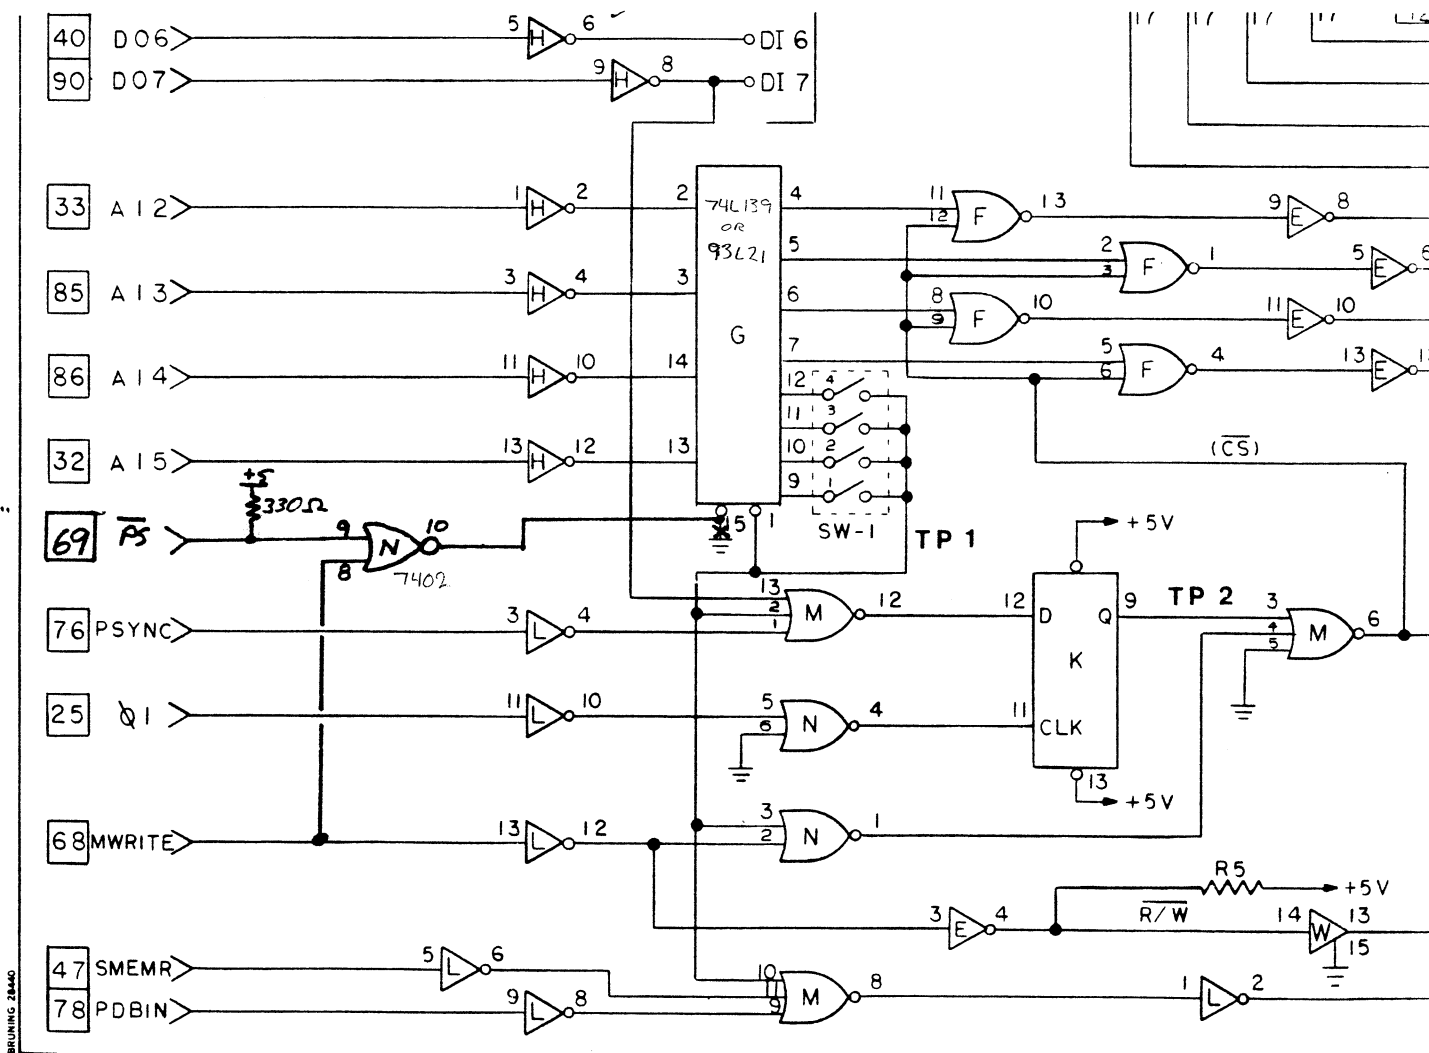 17 17 17 17
40 DO6 5 H 6 DI 6
90 DO7 9 H 8 DI 7
33 A12 1 H 2 2 74L139 4 11 12 F 13 9 E 8
OR
93L21
5 2 3 F 1 5 E 6
85 A13 3 H 4 3 6 8 9 F 10 11 E 10
G
86 A14 11 H 10 14 7 5 6 F 4 13 E
12 4
11 3
32 A15 13 H 12 13 10 2
9 1
(C̅S̅)
+5
330Ω
15 1 SW-1 TP 1 +5V
69 P̅S̅ 9 8 N 10
7402
76 PSYNC 3 L 4 13 2 1 M 12 12 D Q 9 TP 2 3 4 5 M 6
K
25 Φ1 11 L 10 5 6 N 4 11 CLK
13 +5V
68 MWRITE 13 L 12 3 2 N 1
R5 +5V
3 E 4 R̅/̅W̅ 14 W 13
15
47 SMEMR 5 L 6 10 11 9 M 8 1 L 2
78 PDBIN 9 L 8
BRUNING 28440